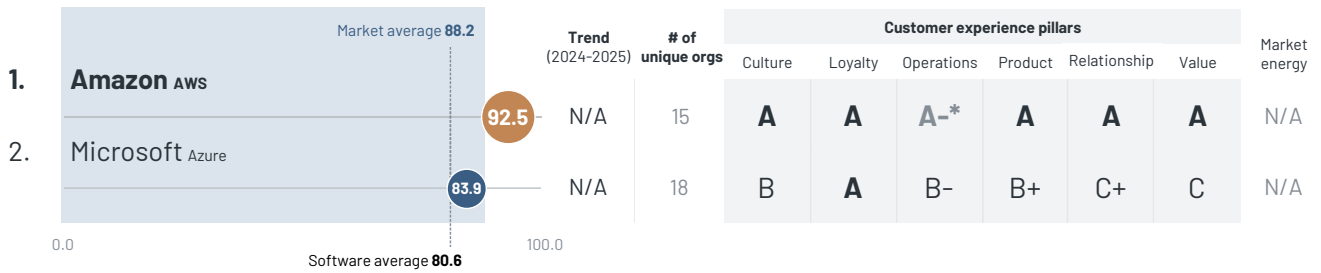 Market average 88.2
Trend
(2024-2025)
# of
unique orgs
Customer experience pillars
Culture Loyalty Operations Product Relationship Value
Market
energy
1. Amazon AWS
92.5 N/A 15 A A A-* A A A N/A
2. Microsoft Azure
83.9 N/A 18 B A B- B+ C+ C N/A
0.0 100.0
Software average 80.6